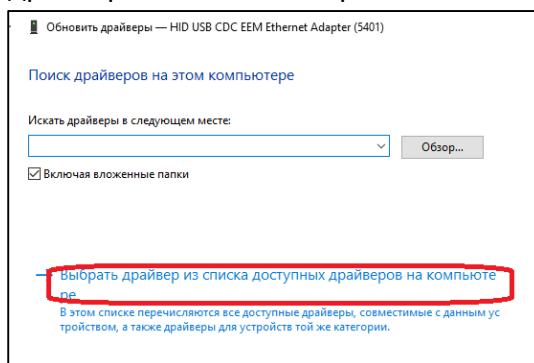 Обновить драйверы — HID USB CDC EEM Ethernet Adapter (5401)
Поиск драйверов на этом компьютере
Искать драйверы в следующем месте:
Обзор...
Включая вложенные папки
Выбрать драйвер из списка доступных драйверов на компьюте
ре
В этом списке перечисляются все доступные драйверы, совместимые с данным ус
тройством, а также драйверы для устройств той же категории.